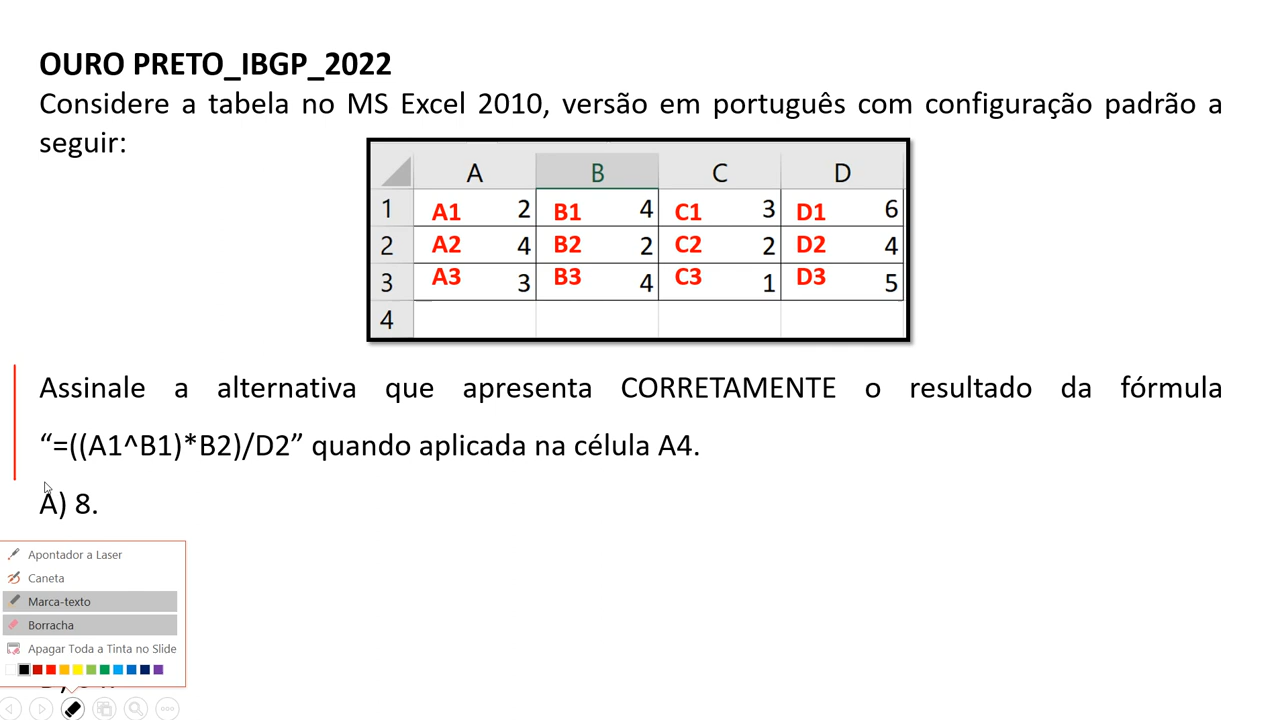 OURO PRETO_IBGP_2022
Considere a tabela no MS Excel 2010, versão em português com configuração padrão a
seguir:
A B C D
1 A1 2 B1 4 C1 3 D1 6
2 A2 4 B2 2 C2 2 D2 4
3 A3 3 B3 4 C3 1 D3 5
4
Assinale a alternativa que apresenta CORRETAMENTE o resultado da fórmula
“=((A1^B1)*B2)/D2” quando aplicada na célula A4.
A) 8.
Apontador a Laser
Caneta
Marca-texto
Borracha
Apagar Toda a Tinta no Slide